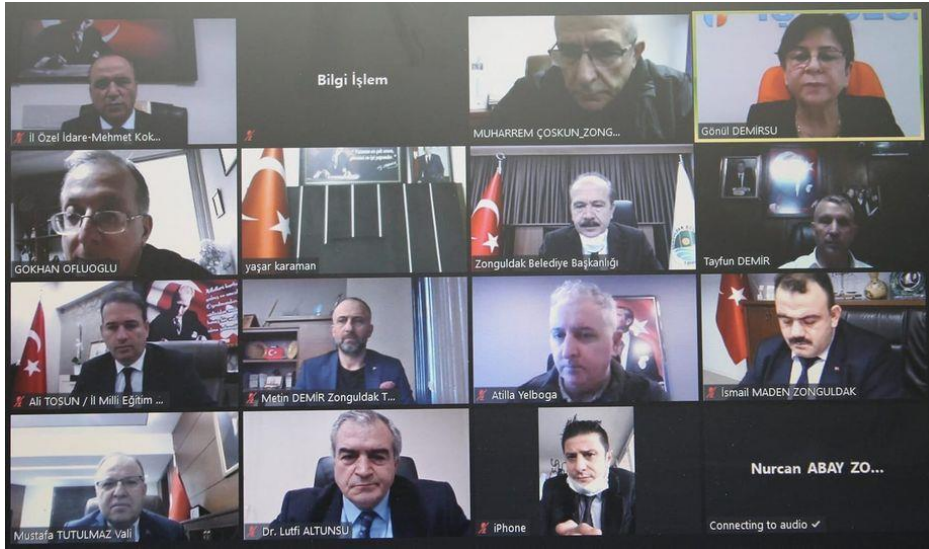 İl Özel İdare-Mehmet Kok...
Bilgi İşlem
MUHARREM ÇOSKUN_ZONG...
Gönül DEMİRSU
GOKHAN OFLUOGLU
yaşar karaman
Zonguldak Belediye Başkanlığı
Tayfun DEMİR
Ali TOSUN / İl Milli Eğitim ...
Metin DEMİR Zonguldak T...
Atilla Yelboga
İsmail MADEN ZONGULDAK
Mustafa TUTULMAZ Vali
Dr. Lutfi ALTUNSU
iPhone
Nurcan ABAY ZO...
Connecting to audio